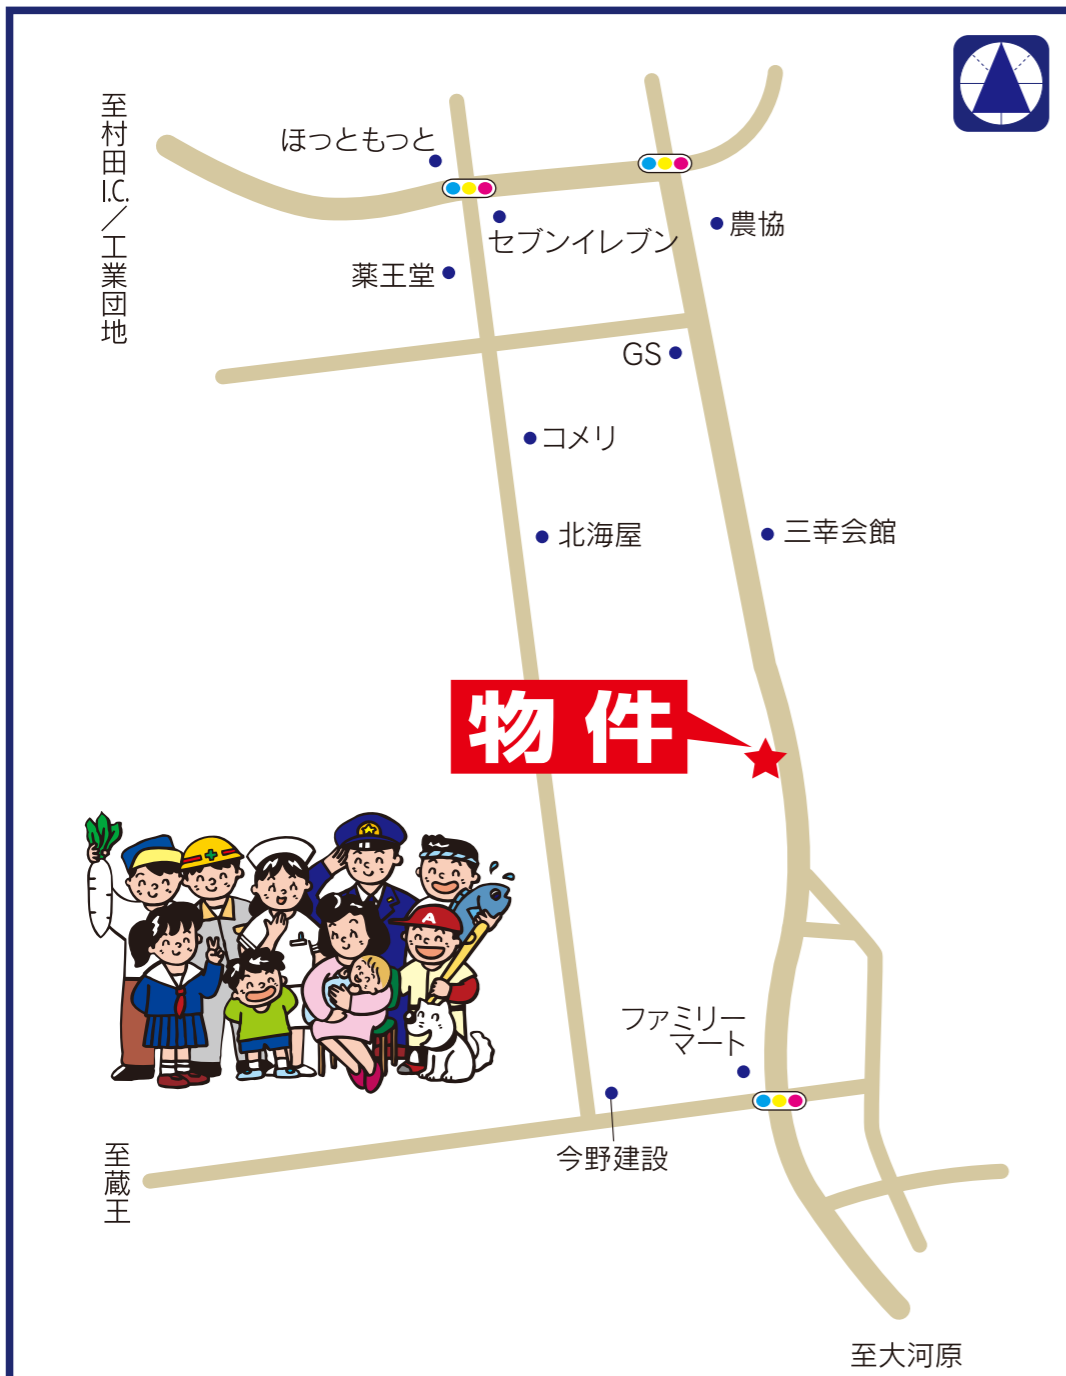 至村田I.C.／工業団地
ほっともっと
セブンイレブン
農協
薬王堂
GS
コメリ
北海屋
三幸会館
物件
A
ファミリー
マート
今野建設
至蔵王
至大河原